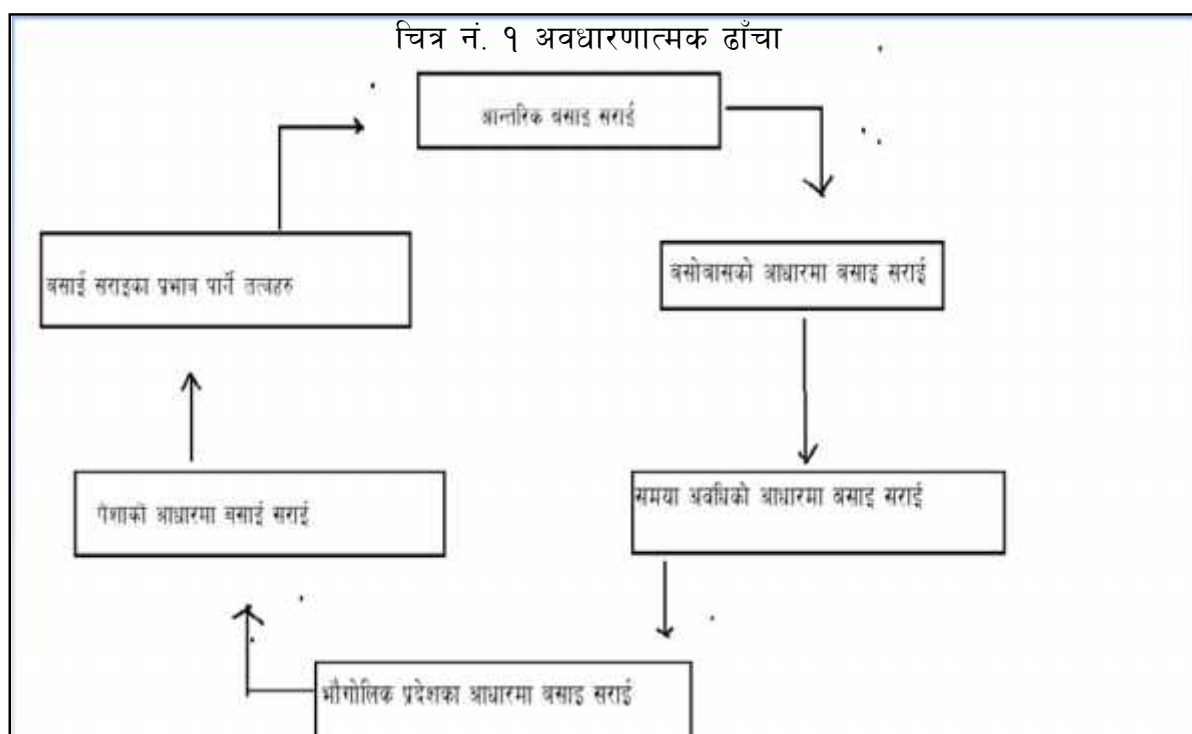 चित्र नं. १ अवधारणात्मक ढाँचा
आन्तरिक बसाइ सराई
बसोबासको आधारमा बसाइ सराई
समया अवधिको आधारमा बसाइ सराई
भौगोलिक प्रदेशका आधारमा बसाइ सराई
पेशाको आधारमा बसाई सराई
बसाई सराइका प्रभाव पार्ने तत्वहरु